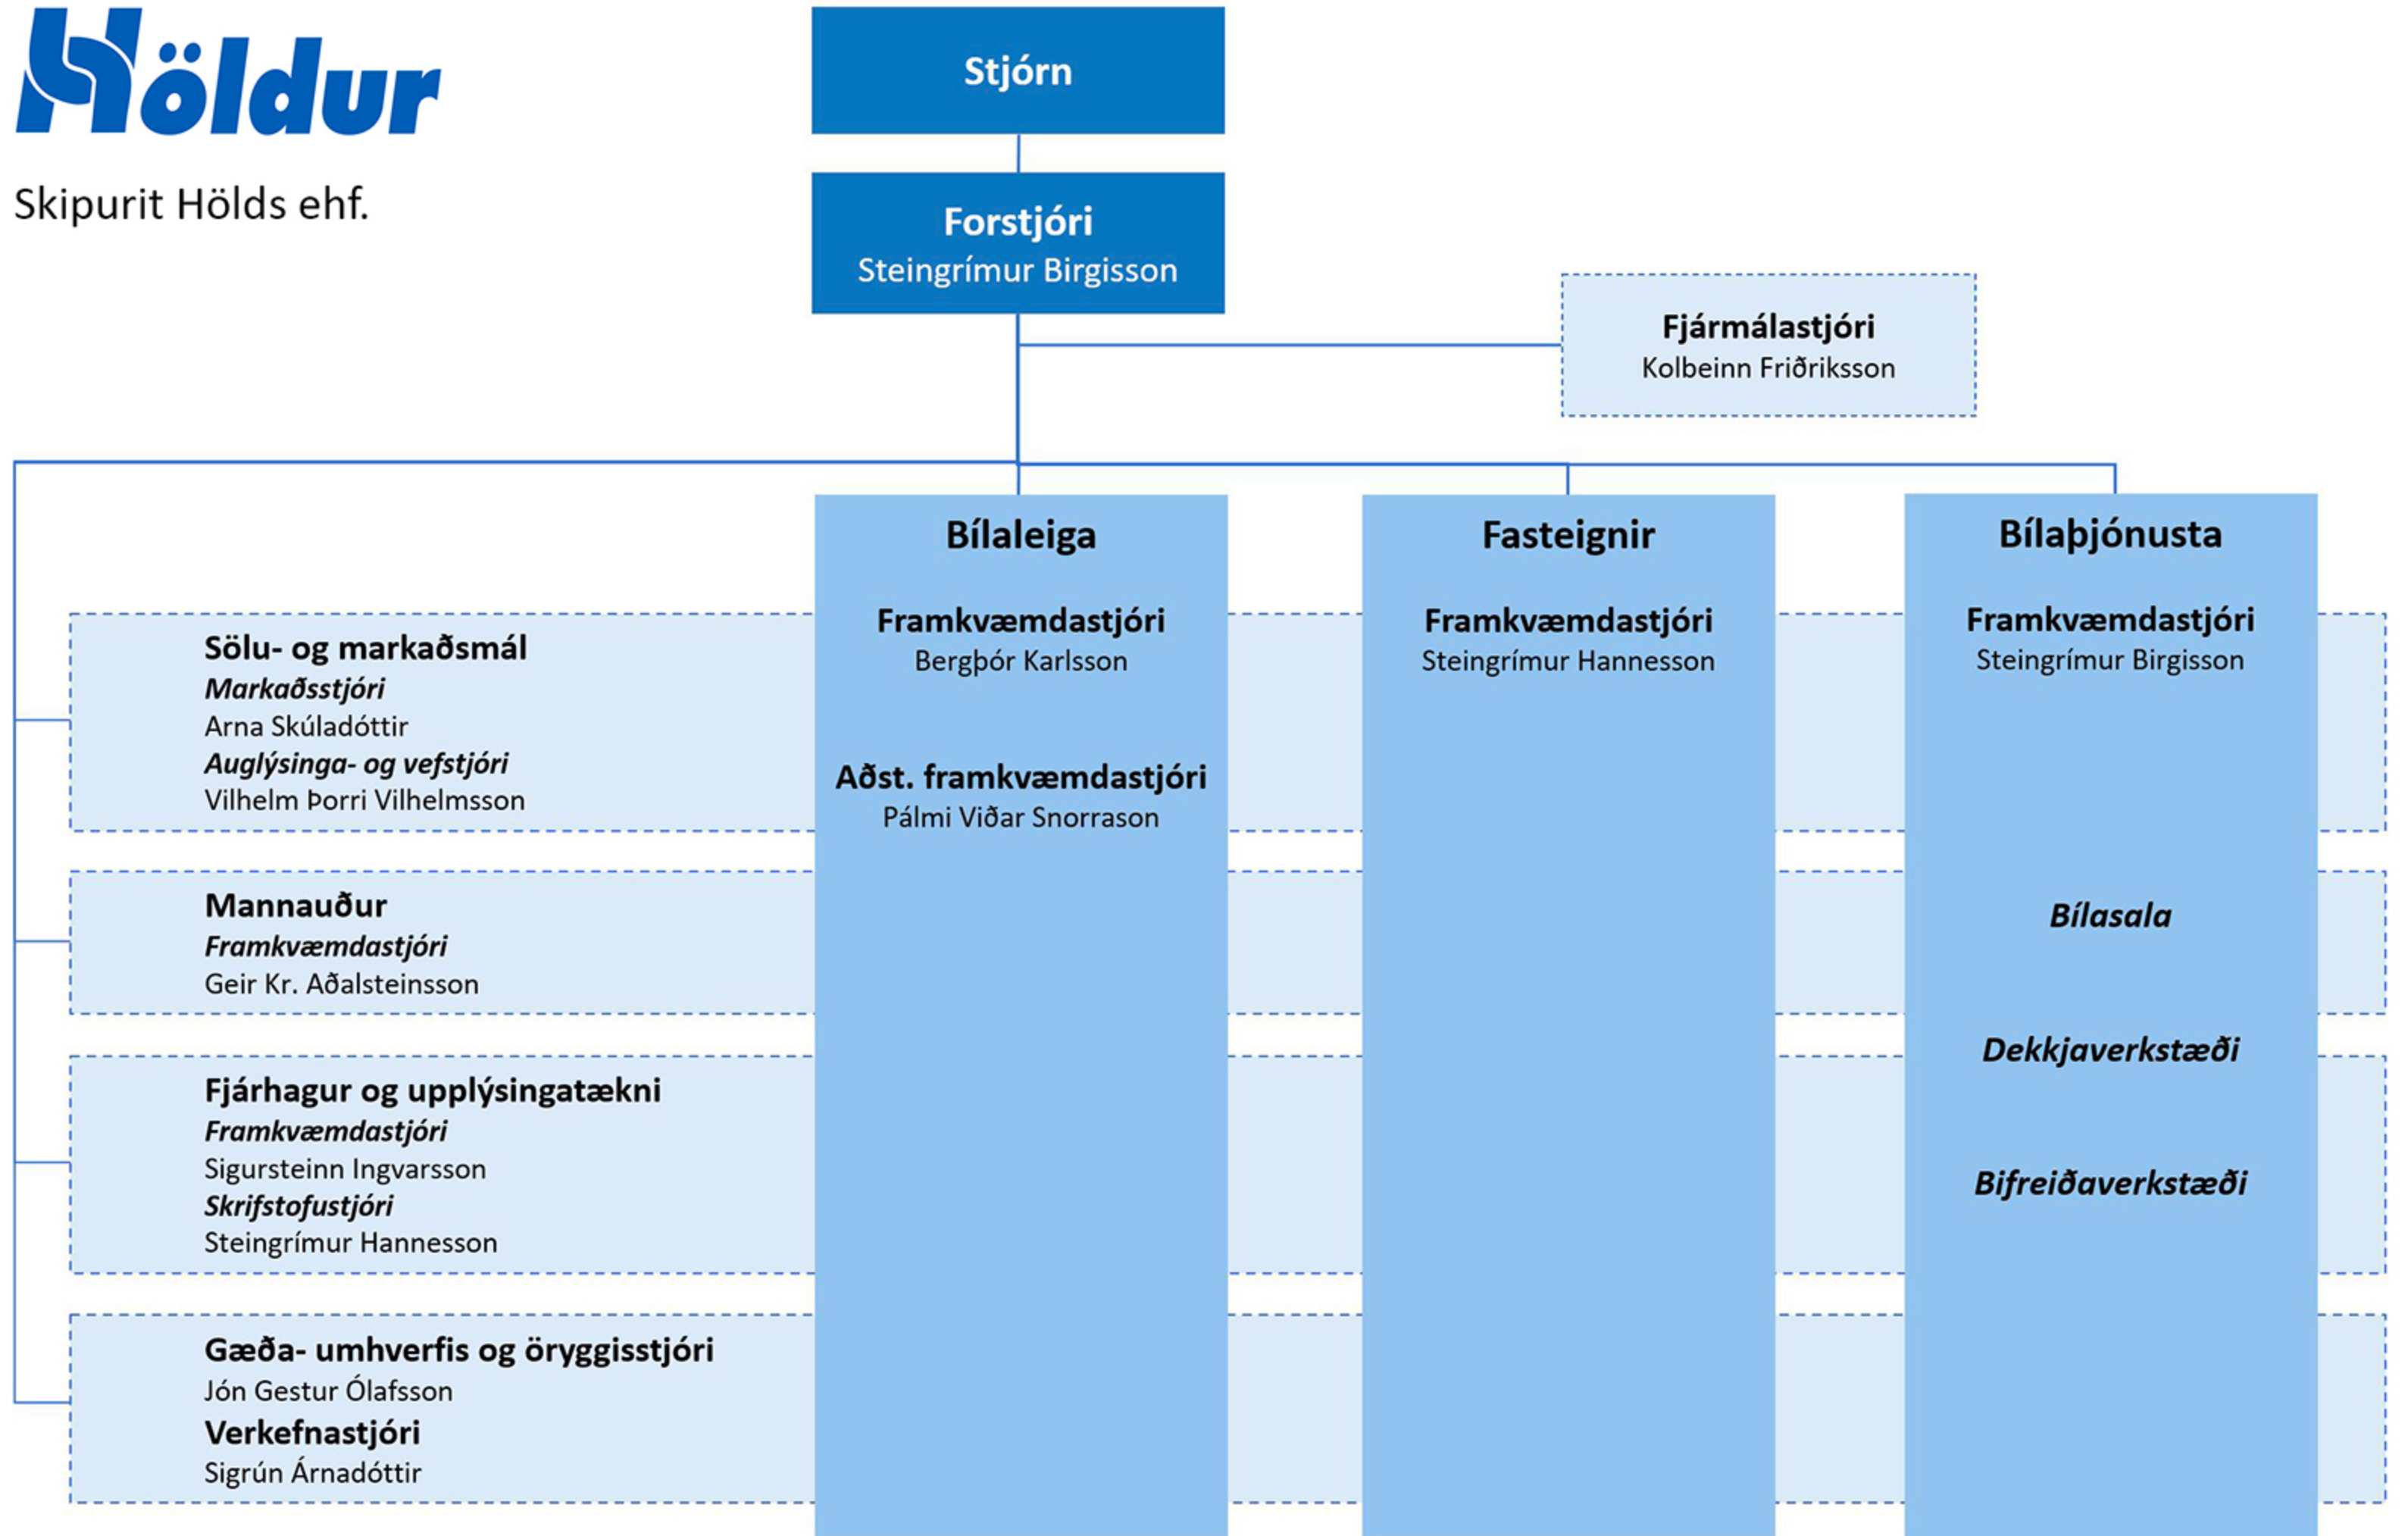 Höldur
Skipurit Hölds ehf.
Stjórn
Forstjóri
Steingrímur Birgisson
Fjármálastjóri
Kolbeinn Friðriksson
Sölu- og markaðsmál
Markaðsstjóri
Arna Skúladóttir
Auglýsinga- og vefstjóri
Vilhelm Þorri Vilhelmsson
Mannauður
Framkvæmdastjóri
Geir Kr. Aðalsteinsson
Fjárhagur og upplýsingatækni
Framkvæmdastjóri
Sigursteinn Ingvarsson
Skrifstofustjóri
Steingrímur Hannesson
Gæða- umhverfis og öryggisstjóri
Jón Gestur Ólafsson
Verkefnastjóri
Sigrún Árnadóttir
Bílaleiga
Framkvæmdastjóri
Bergþór Karlsson
Aðst. framkvæmdastjóri
Pálmi Viðar Snorrason
Fasteignir
Framkvæmdastjóri
Steingrímur Hannesson
Bílaþjónusta
Framkvæmdastjóri
Steingrímur Birgisson
Bílasala
Dekkjaverkstæði
Bifreiðaverkstæði